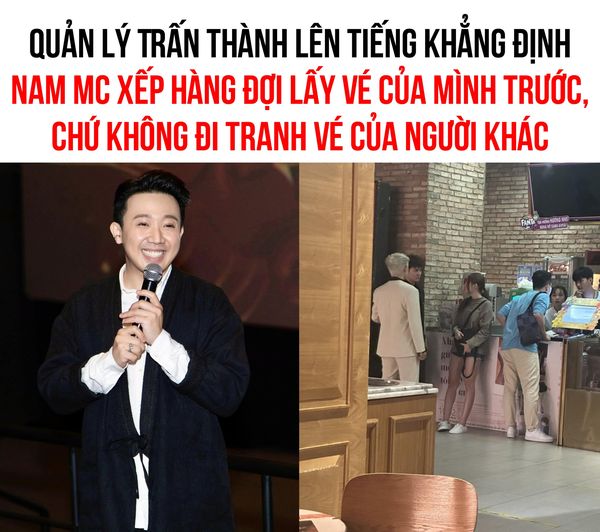 QUẢN LÝ TRẤN THÀNH LÊN TIẾNG KHẲNG ĐỊNH
NAM MC XẾP HÀNG ĐỢI LẤY VÉ CỦA MÌNH TRƯỚC,
CHỨ KHÔNG ĐI TRANH VÉ CỦA NGƯỜI KHÁC
FANTA